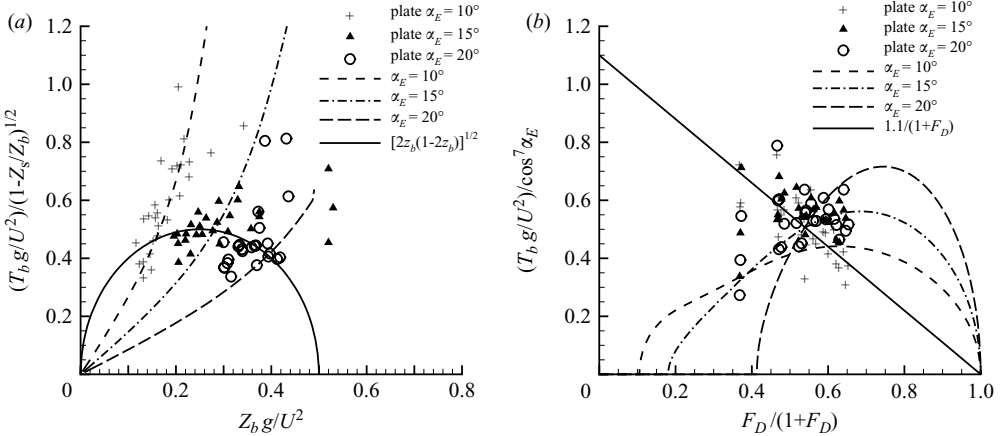 (a)
plate α_E = 10°
plate α_E = 15°
plate α_E = 20°
α_E = 10°
α_E = 15°
α_E = 20°
[2z_b(1-2z_b)]^{1/2}
1.2
1.0
0.8
0.6
0.4
0.2
0
0.2
0.4
0.6
0.8
(T_b g/U^2)/(1-Z_s/Z_b)^{1/2}
Z_b g/U^2
(b)
plate α_E = 10°
plate α_E = 15°
plate α_E = 20°
α_E = 10°
α_E = 15°
α_E = 20°
1.1/(1+F_D)
1.2
1.0
0.8
0.6
0.4
0.2
0
0.2
0.4
0.6
0.8
1.0
(T_b g/U^2)/cos^7 α_E
F_D/(1+F_D)